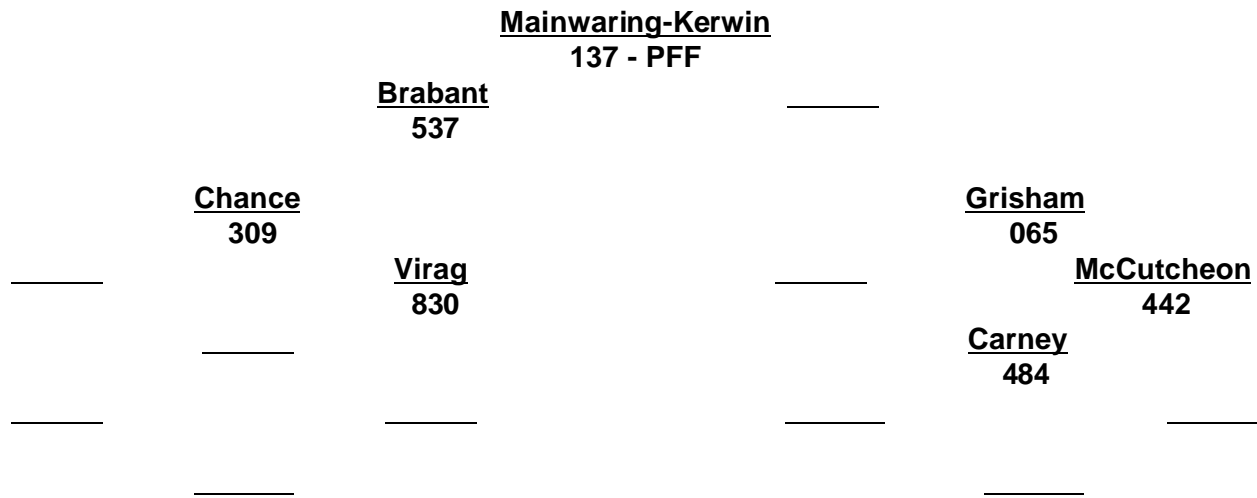 Mainwaring-Kerwin
137 - PFF
Brabant
537
Chance
309
Grisham
065
Virag
830
McCutcheon
442
Carney
484